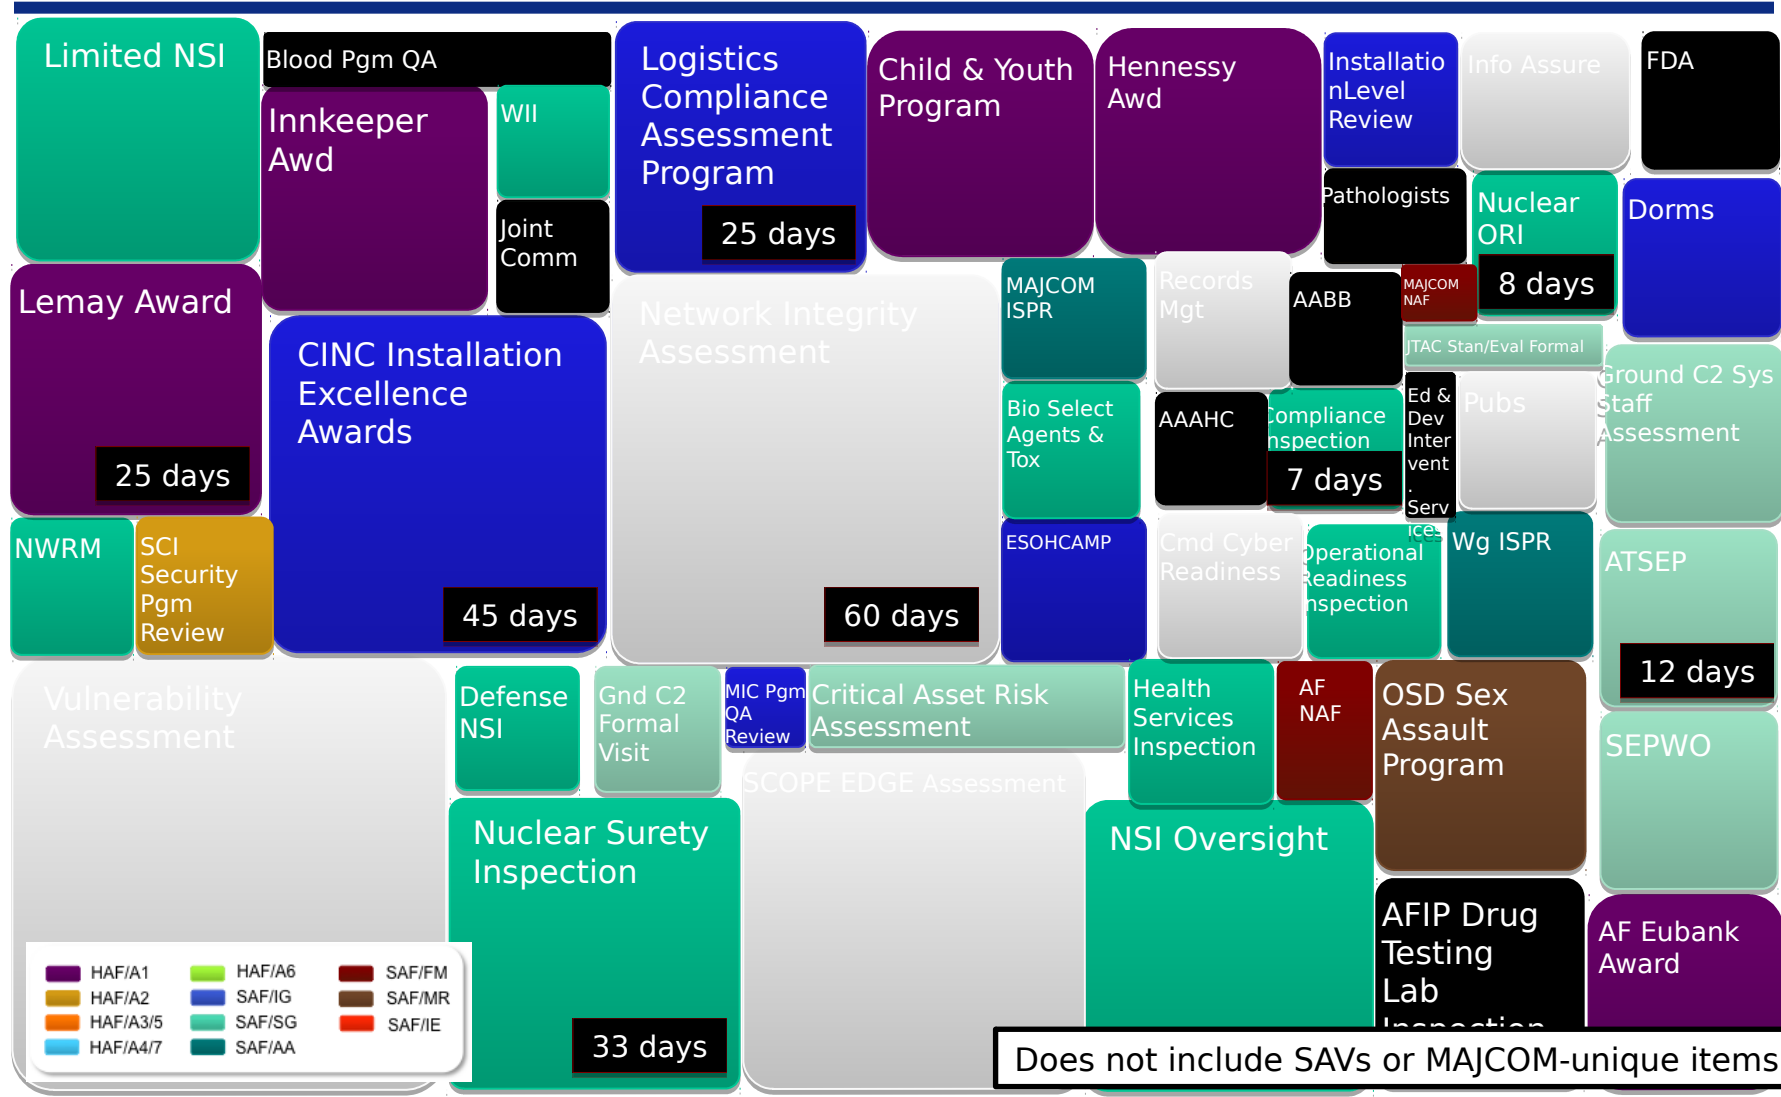 Limited NSI
Blood Pgm QA
Innkeeper
Awd
WII
Joint
Comm
Logistics
Compliance
Assessment
Program
25 days
Child & Youth
Program
Hennessy
Awd
Installatio
nLevel
Review
Info Assure
FDA
Pathologists
Nuclear
ORI
8 days
Dorms
Lemay Award
25 days
CINC Installation
Excellence
Awards
45 days
Network Integrity
Assessment
60 days
MAJCOM
ISPR
Records
Mgt
AABB
MAJCOM
NAF
JTAC Stan/Eval Formal
Ground C2 Sys
Staff
Assessment
Bio Select
Agents &
Tox
AAAHC
Compliance
Inspection
7 days
Ed &
Dev
Inter
vent
.
Serv
ices
Pubs
NWRM
SCI
Security
Pgm
Review
ESOHCAMP
Cmd Cyber
Readiness
Operational
Readiness
Inspection
Wg ISPR
ATSEP
12 days
Vulnerability
Assessment
Defense
NSI
Gnd C2
Formal
Visit
MIC Pgm
QA
Review
Critical Asset Risk
Assessment
Health
Services
Inspection
AF
NAF
OSD Sex
Assault
Program
SEPWO
SCOPE EDGE Assessment
Nuclear Surety
Inspection
33 days
NSI Oversight
AFIP Drug
Testing
Lab
Inspection
AF Eubank
Award
HAF/A1
HAF/A2
HAF/A3/5
HAF/A4/7
HAF/A6
SAF/IG
SAF/SG
SAF/AA
SAF/FM
SAF/MR
SAF/IE
Does not include SAVs or MAJCOM-unique items